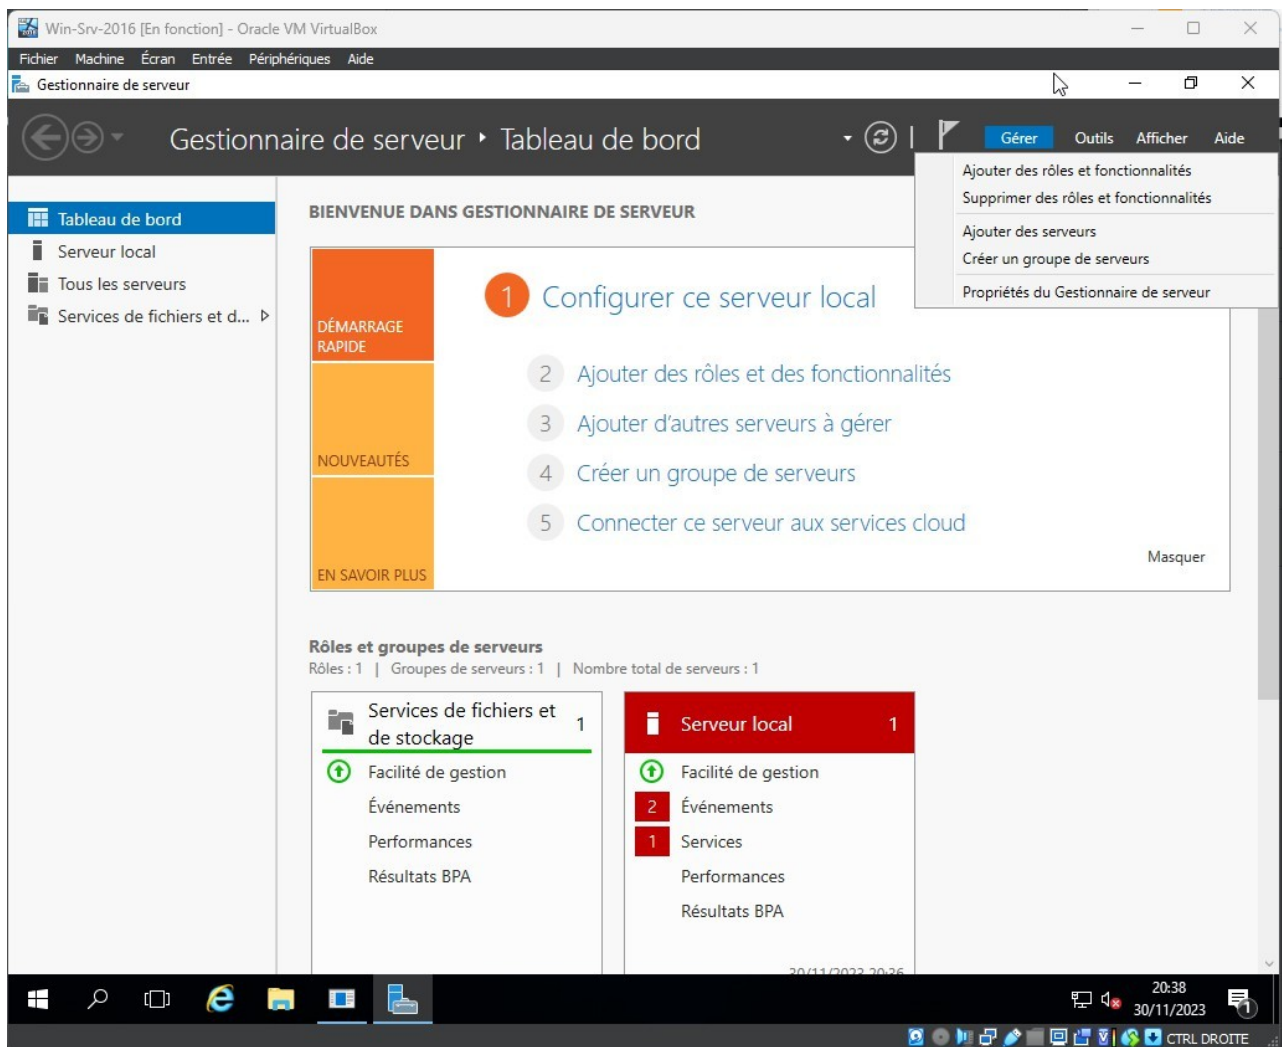 Win-Srv-2016 [En fonction] - Oracle VM VirtualBox
Fichier Machine Écran Entrée Périphériques Aide
Gestionnaire de serveur
Gestionnaire de serveur Tableau de bord
Gérer Outils Afficher Aide
Ajouter des rôles et fonctionnalités
Supprimer des rôles et fonctionnalités
Ajouter des serveurs
Créer un groupe de serveurs
Propriétés du Gestionnaire de serveur
Tableau de bord
Serveur local
Tous les serveurs
Services de fichiers et d...
BIENVENUE DANS GESTIONNAIRE DE SERVEUR
DÉMARRAGE
RAPIDE
NOUVEAUTÉS
EN SAVOIR PLUS
1 Configurer ce serveur local
2 Ajouter des rôles et des fonctionnalités
3 Ajouter d'autres serveurs à gérer
4 Créer un groupe de serveurs
5 Connecter ce serveur aux services cloud
Masquer
Rôles et groupes de serveurs
Rôles : 1 | Groupes de serveurs : 1 | Nombre total de serveurs : 1
Services de fichiers et
de stockage
1
Facilité de gestion
Événements
Performances
Résultats BPA
Serveur local 1
Facilité de gestion
2 Événements
1 Services
Performances
Résultats BPA
30/11/2023 20:36
20:38
30/11/2023
1
CTRL DROITE